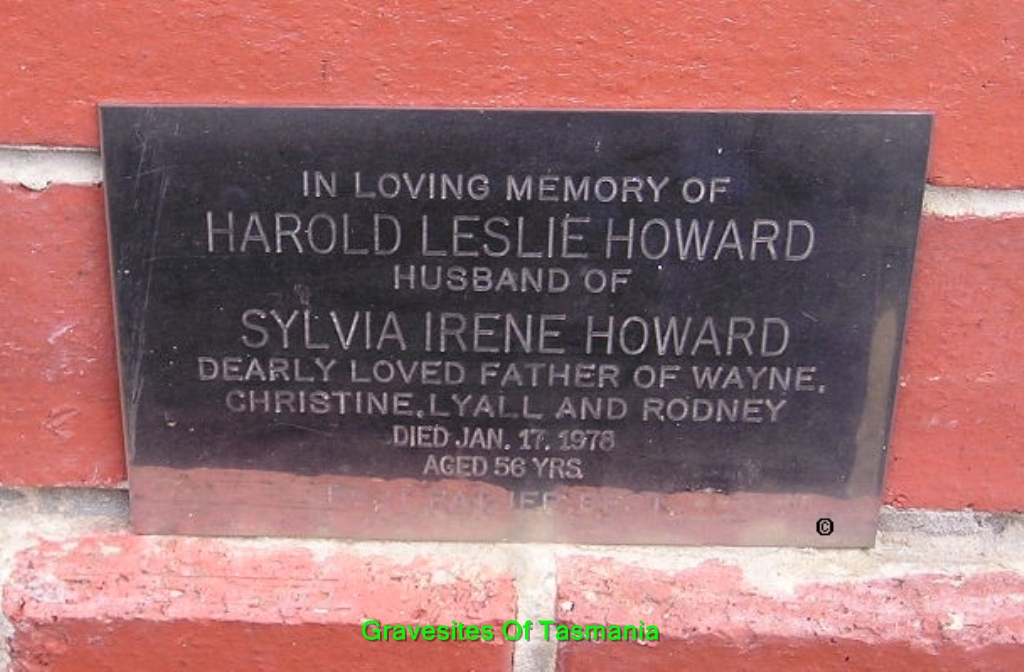 IN LOVING MEMORY OF
HAROLD LESLIE HOWARD
HUSBAND OF
SYLVIA IRENE HOWARD
DEARLY LOVED FATHER OF WAYNE,
CHRISTINE, LYALL AND RODNEY
DIED JAN. 17. 1978
AGED 56 YRS.
©
Gravesites Of Tasmania